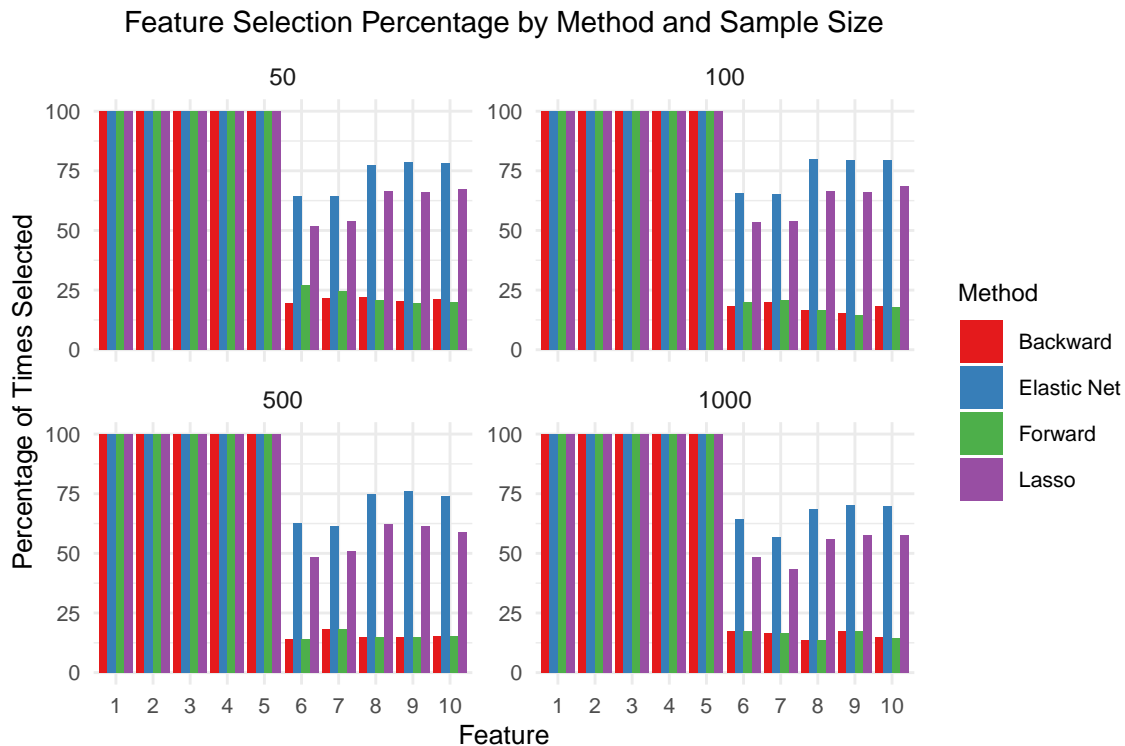 Feature Selection Percentage by Method and Sample Size
50
100
100
75
50
25
0
100
75
50
25
0
500
1000
100
75
50
25
0
1 2 3 4 5 6 7 8 9 10
100
75
50
25
0
1 2 3 4 5 6 7 8 9 10
Percentage of Times Selected
Feature
Method
Backward
Elastic Net
Forward
Lasso